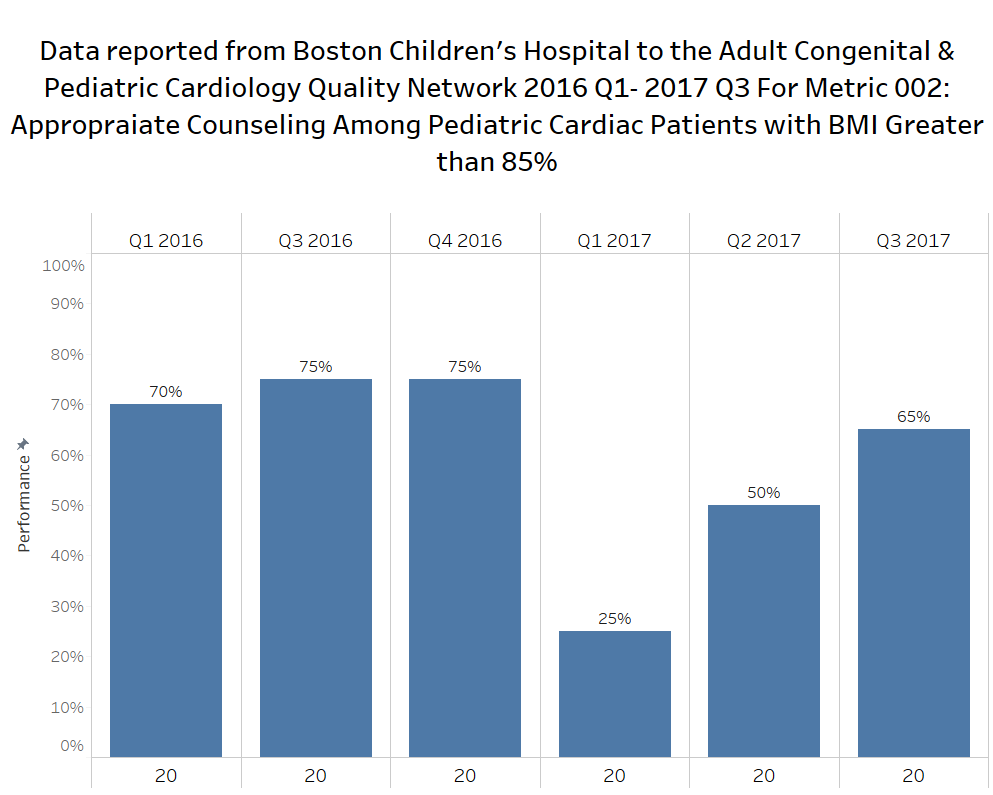 Data reported from Boston Children's Hospital to the Adult Congenital &
Pediatric Cardiology Quality Network 2016 Q1- 2017 Q3 For Metric 002:
Appropraiate Counseling Among Pediatric Cardiac Patients with BMI Greater
than 85%
Q1 2016 Q3 2016 Q4 2016 Q1 2017 Q2 2017 Q3 2017
100%
90%
80%
70%
60%
50%
40%
30%
20%
10%
0%
Performance
70% 75% 75% 25% 50% 65%
20 20 20 20 20 20